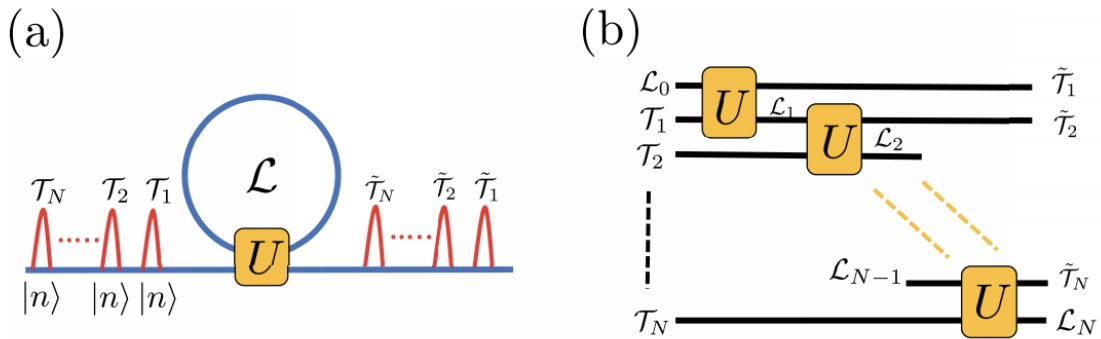 (a)
ℒ
𝒯_N ...... 𝒯_2 𝒯_1
𝒯̃_N ...... 𝒯̃_2 𝒯̃_1
U
|n⟩ |n⟩ |n⟩
(b)
ℒ_0 U 𝒯̃_1
𝒯_1 ℒ_1 U 𝒯̃_2
𝒯_2 ℒ_2
ℒ_{N-1} U 𝒯̃_N
𝒯_N ℒ_N